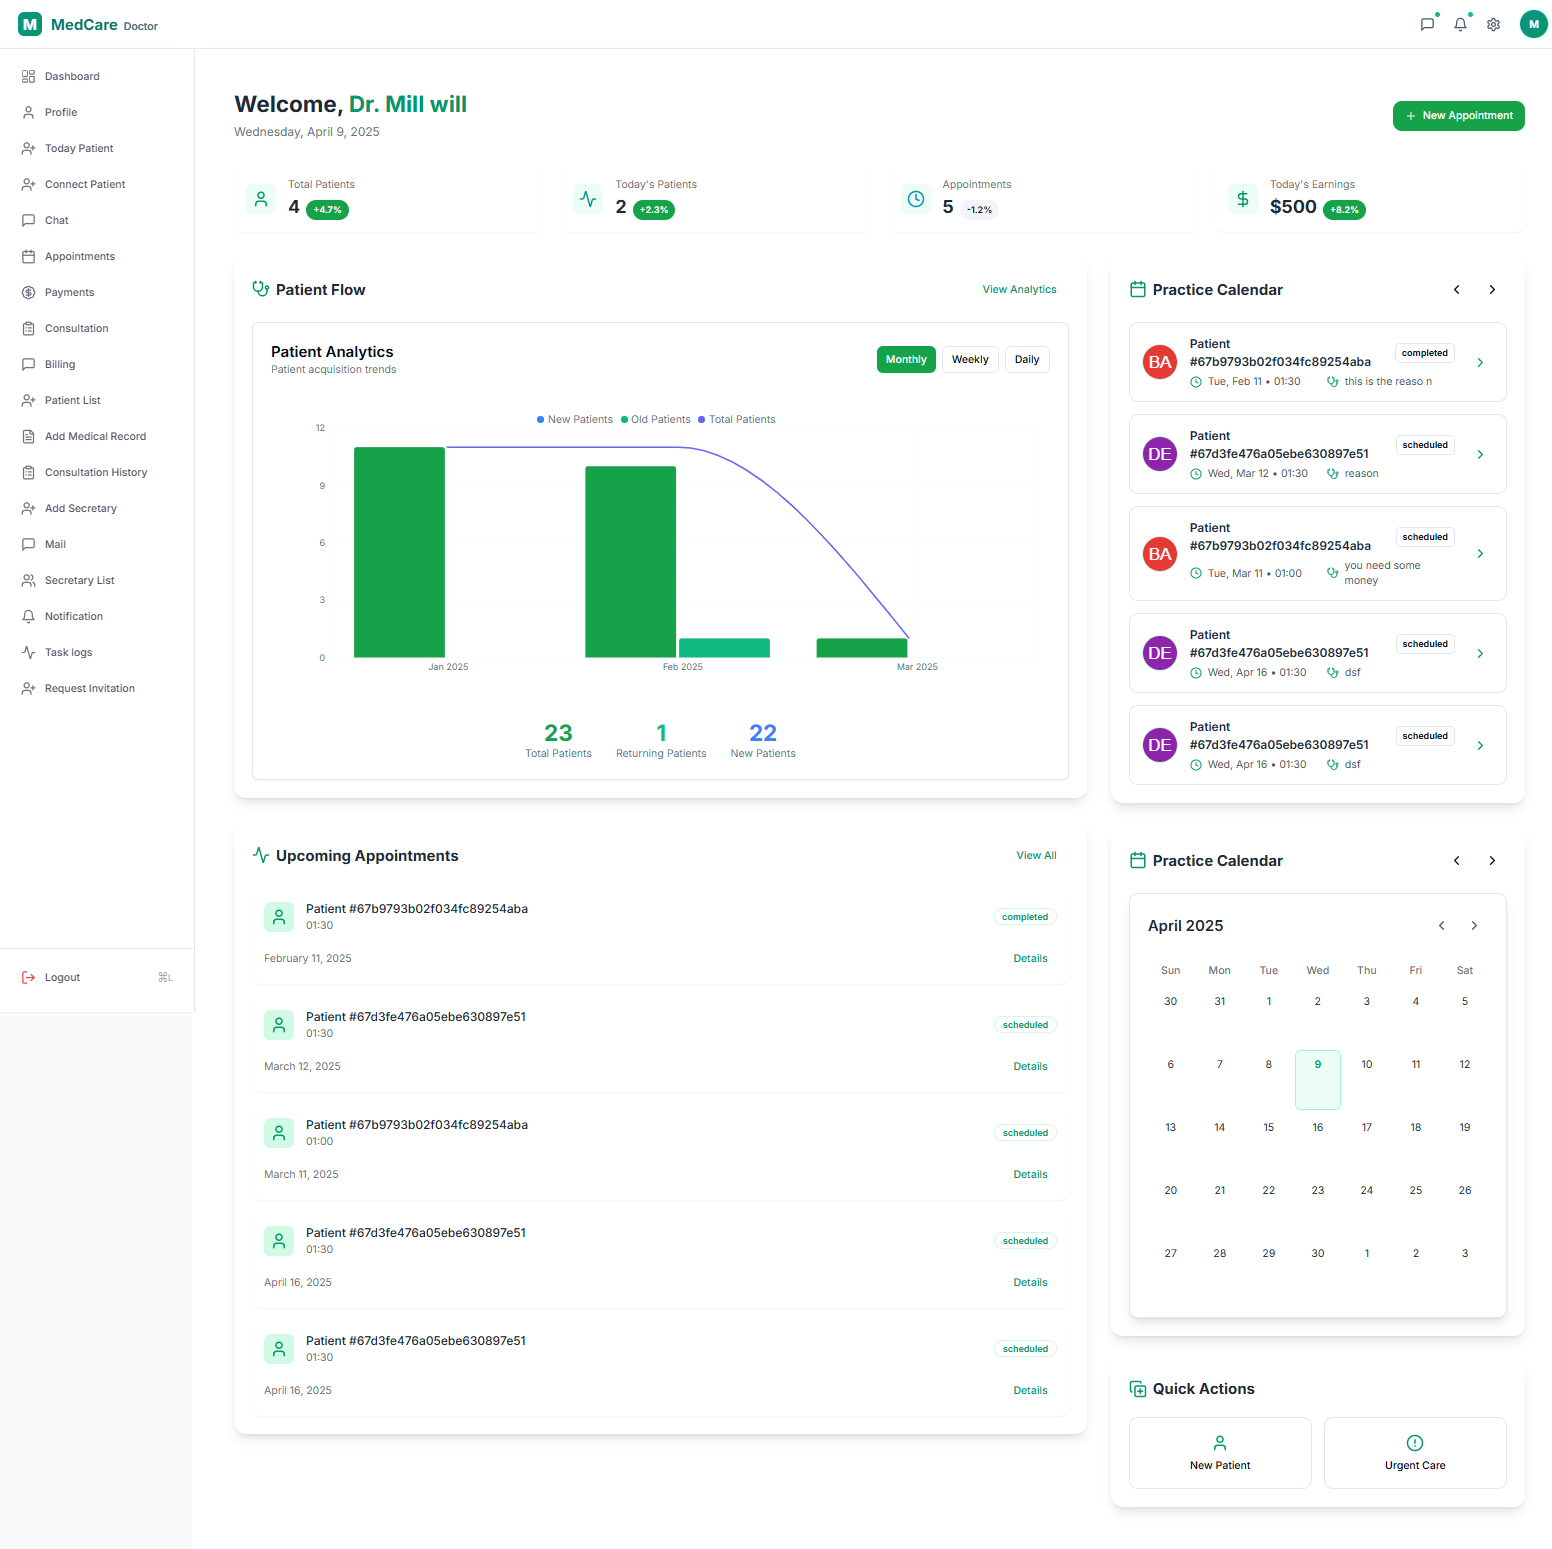 M MedCare Doctor
M
Dashboard
Profile
Today Patient
Connect Patient
Chat
Appointments
Payments
Consultation
Billing
Patient List
Add Medical Record
Consultation History
Add Secretary
Mail
Secretary List
Notification
Task logs
Request Invitation
Logout ⌘L
Welcome, Dr. Mill will
Wednesday, April 9, 2025
+ New Appointment
Total Patients
4 +4.7%
Today's Patients
2 +2.3%
Appointments
5 -1.2%
Today's Earnings
$500 +8.2%
Patient Flow
View Analytics
Patient Analytics
Patient acquisition trends
Monthly Weekly Daily
New Patients Old Patients Total Patients
12
9
6
3
0
Jan 2025 Feb 2025 Mar 2025
23
Total Patients
1
Returning Patients
22
New Patients
Practice Calendar
BA
Patient
#67b9793b02f034fc89254aba
completed
Tue, Feb 11 • 01:30 this is the reaso n
DE
Patient
#67d3fe476a05ebe630897e51
scheduled
Wed, Mar 12 • 01:30 reason
BA
Patient
#67b9793b02f034fc89254aba
scheduled
Tue, Mar 11 • 01:00 you need some
money
DE
Patient
#67d3fe476a05ebe630897e51
scheduled
Wed, Apr 16 • 01:30 dsf
DE
Patient
#67d3fe476a05ebe630897e51
scheduled
Wed, Apr 16 • 01:30 dsf
Upcoming Appointments
View All
Patient #67b9793b02f034fc89254aba
01:30
completed
February 11, 2025
Details
Patient #67d3fe476a05ebe630897e51
01:30
scheduled
March 12, 2025
Details
Patient #67b9793b02f034fc89254aba
01:00
scheduled
March 11, 2025
Details
Patient #67d3fe476a05ebe630897e51
01:30
scheduled
April 16, 2025
Details
Patient #67d3fe476a05ebe630897e51
01:30
scheduled
April 16, 2025
Details
Practice Calendar
April 2025
Sun Mon Tue Wed Thu Fri Sat
30 31 1 2 3 4 5
6 7 8 9 10 11 12
13 14 15 16 17 18 19
20 21 22 23 24 25 26
27 28 29 30 1 2 3
Quick Actions
New Patient
Urgent Care